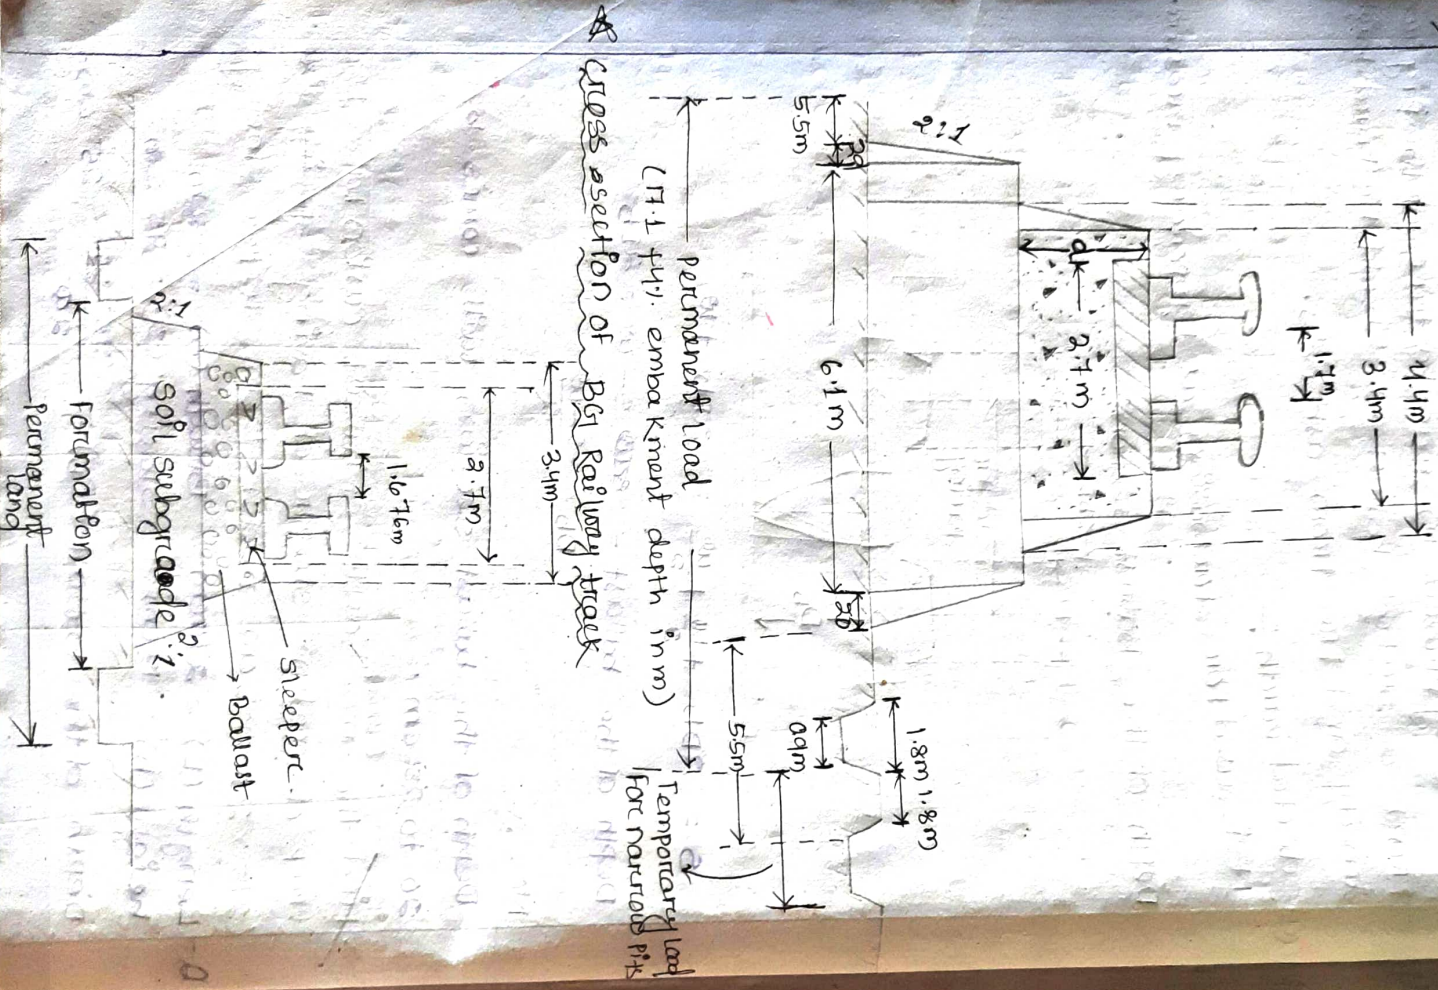 4.4m
3.4m
1.7m
2:1
d
2.7m
5.5m
2d
6.1m
2d
1.8m 1.8m
0.9m
5.5m
Permanent load
(17.1 + 4x embakment depth in m)
Temporary load
For narrow pits
Cross section of BG Railway track
3.4m
2.7m
1.676m
Sleeper.
Ballast
2:1
Soil subgrade
2:1.
Formation
Permanent
land